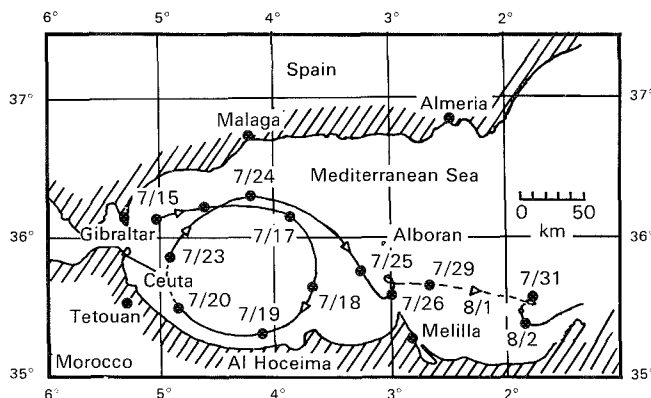 6° 5° 4° 3° 2°
Spain
37° 37°
Malaga
Almeria
7/15
7/24
Mediterranean Sea
0 50
km
Gibraltar
7/17
Alboran
36° 36°
7/23
7/25
7/29
7/31
Ceuta
7/20
7/18
7/26
8/1
Tetouan
7/19
Melilla
8/2
Morocco
Al Hoceima
35° 35°
6° 5° 4° 3° 2°